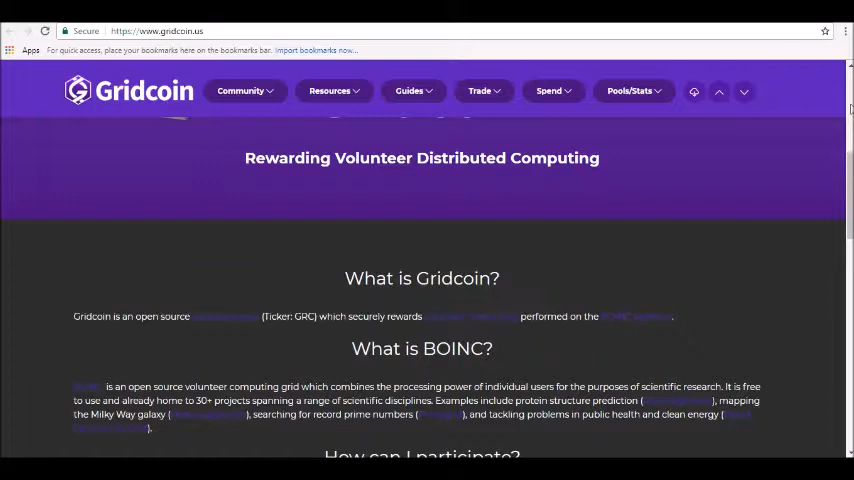 Secure https://www.gridcoin.us
Apps For quick access, place your bookmarks here on the bookmarks bar. Import bookmarks now...
Gridcoin Community Resources Guides Trade Spend Pools/Stats
Rewarding Volunteer Distributed Computing
What is Gridcoin?
Gridcoin is an open source (Ticker: GRC) which securely rewards performed on the BOINC .
What is BOINC?
is an open source volunteer computing grid which combines the processing power of individual users for the purposes of scientific research. It is free
to use and already home to 30+ projects spanning a range of scientific disciplines. Examples include protein structure prediction ( ), mapping
the Milky Way galaxy ( ), searching for record prime numbers ( ), and tackling problems in public health and clean energy (
),
How can I participate?